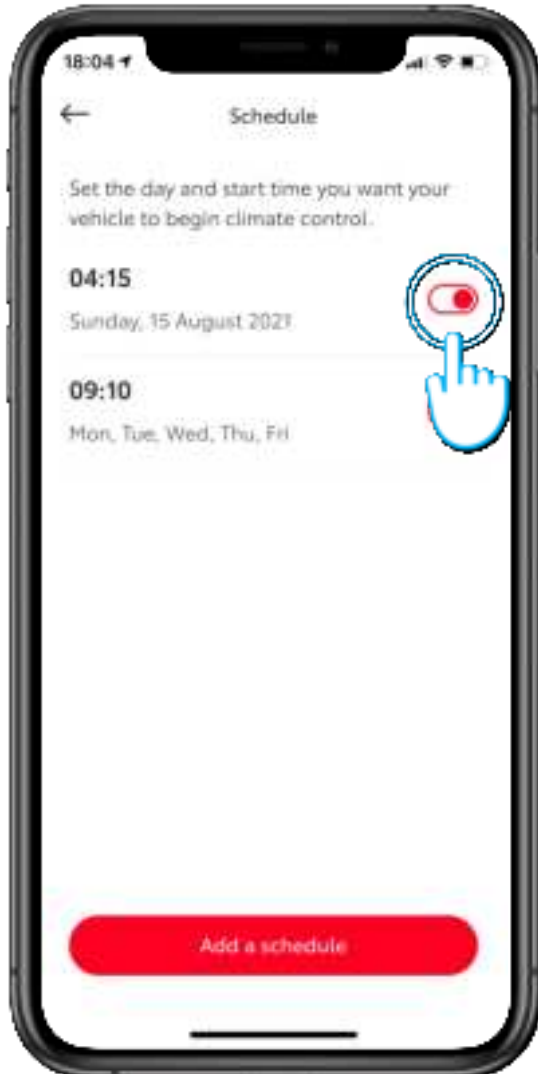 18:04
Schedule
Set the day and start time you want your
vehicle to begin climate control.
04:15
Sunday, 15 August 2021
09:10
Mon, Tue, Wed, Thu, Fri
Add a schedule